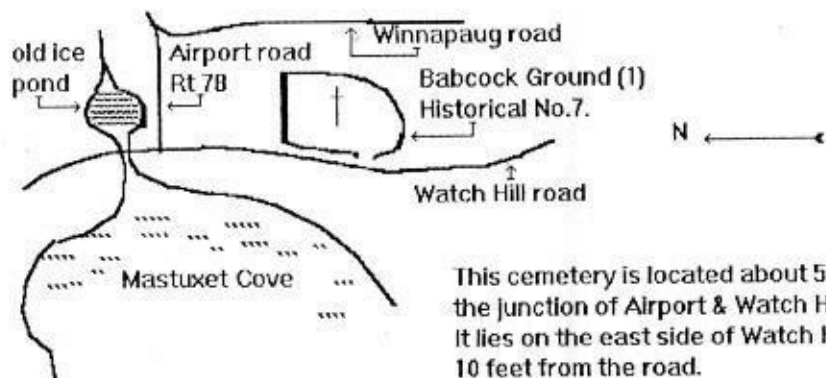 Winnapaug road
old ice
pond
Airport road
Rt 78
Babcock Ground (1)
Historical No.7.
N
Watch Hill road
Mastuxet Cove
This cemetery is located about 5
the junction of Airport & Watch H
It lies on the east side of Watch H
10 feet from the road.